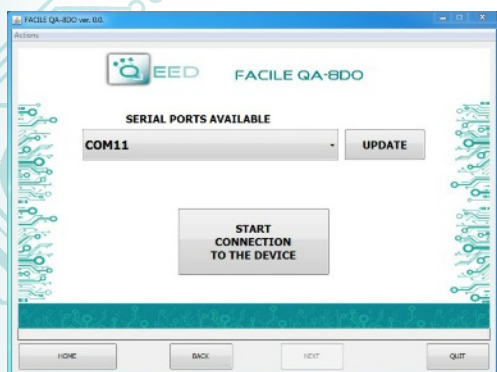 FACILE QA-8DO ver. 0.0.
Actions
QEED
FACILE QA-8DO
SERIAL PORTS AVAILABLE
COM11
UPDATE
START
CONNECTION
TO THE DEVICE
HOME
BACK
NEXT
QUIT